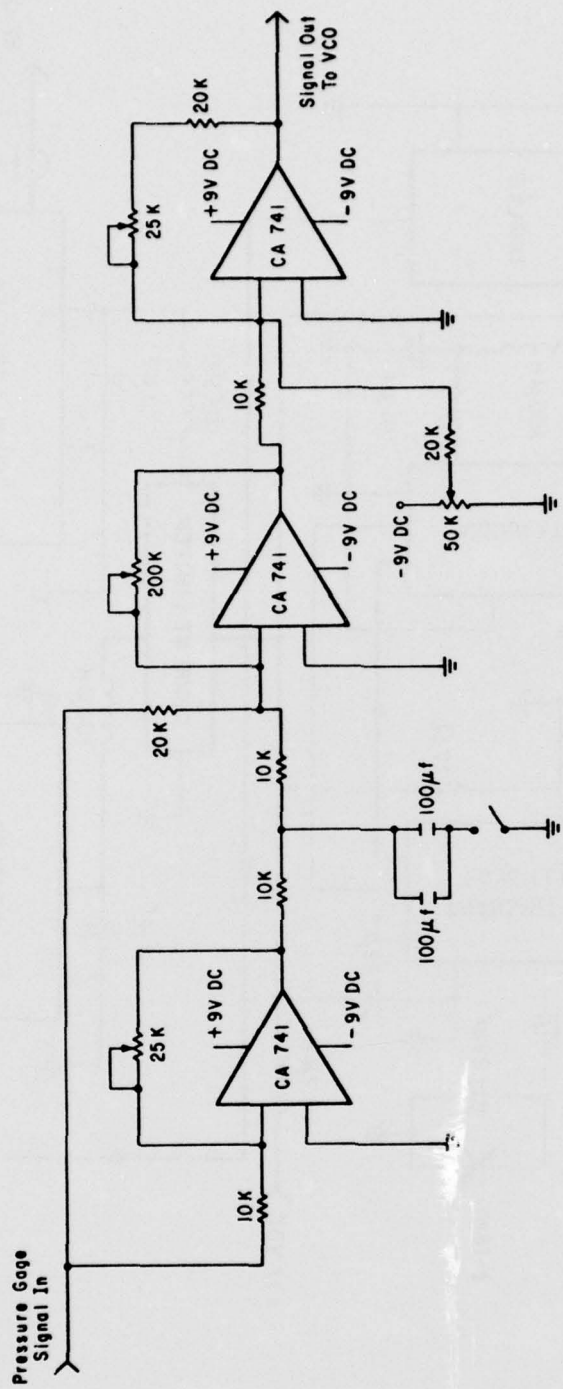 Pressure Gage
Signal In
10K
25K
+9V DC
CA 741
-9V DC
10K
10K
100µf
100µf
20K
200K
+9V DC
CA 741
-9V DC
10K
-9V DC
50K
20K
25K
20K
+9V DC
CA 741
-9V DC
Signal Out
To VCO